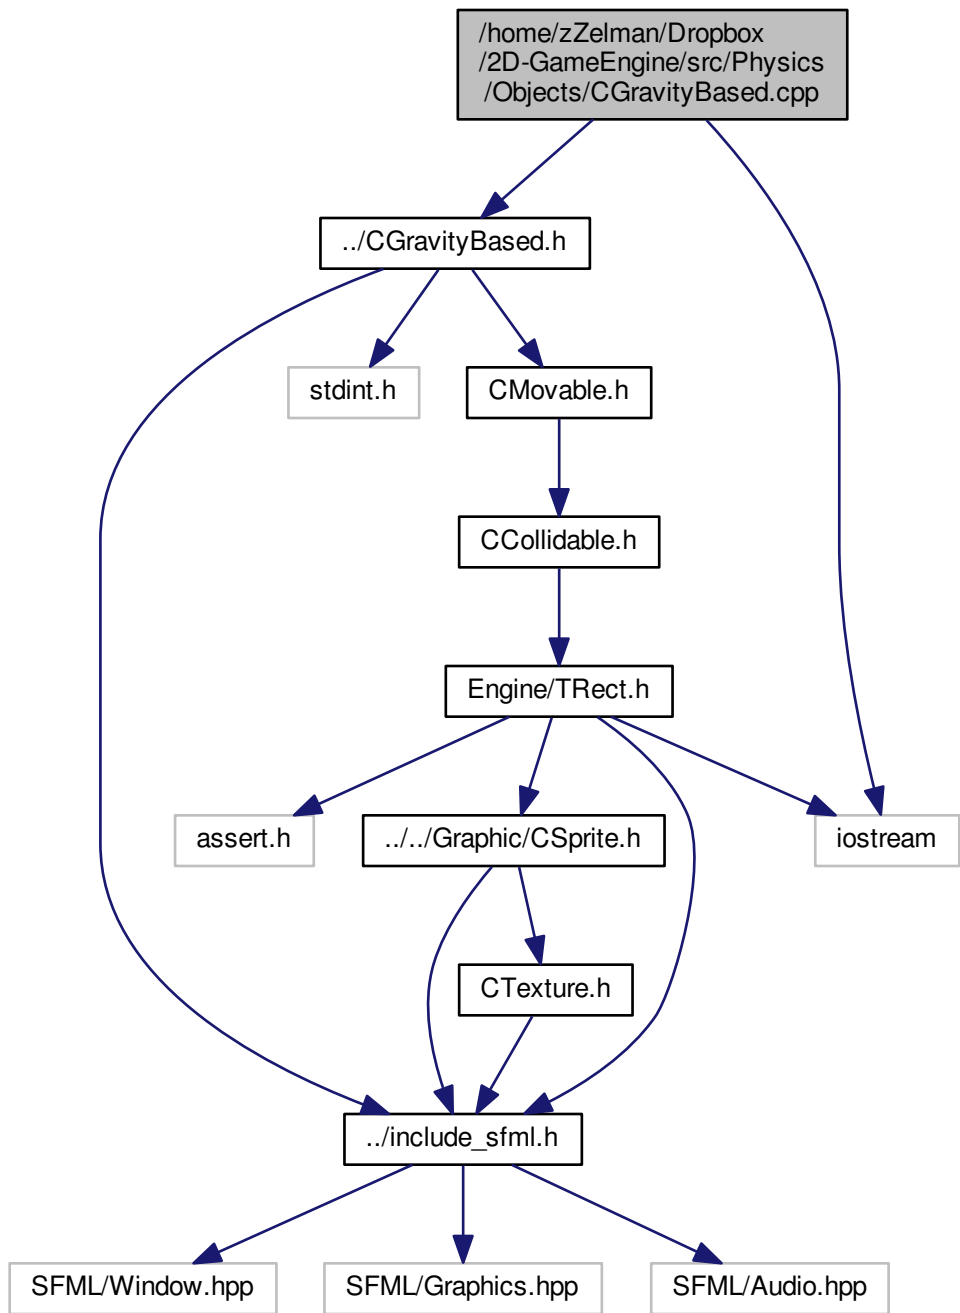 /home/zZelman/Dropbox
/2D-GameEngine/src/Physics
/Objects/CGravityBased.cpp
../CGravityBased.h
stdint.h
CMovable.h
CCollidable.h
Engine/TRect.h
assert.h
../../Graphic/CSprite.h
iostream
CTexture.h
../include_sfml.h
SFML/Window.hpp
SFML/Graphics.hpp
SFML/Audio.hpp